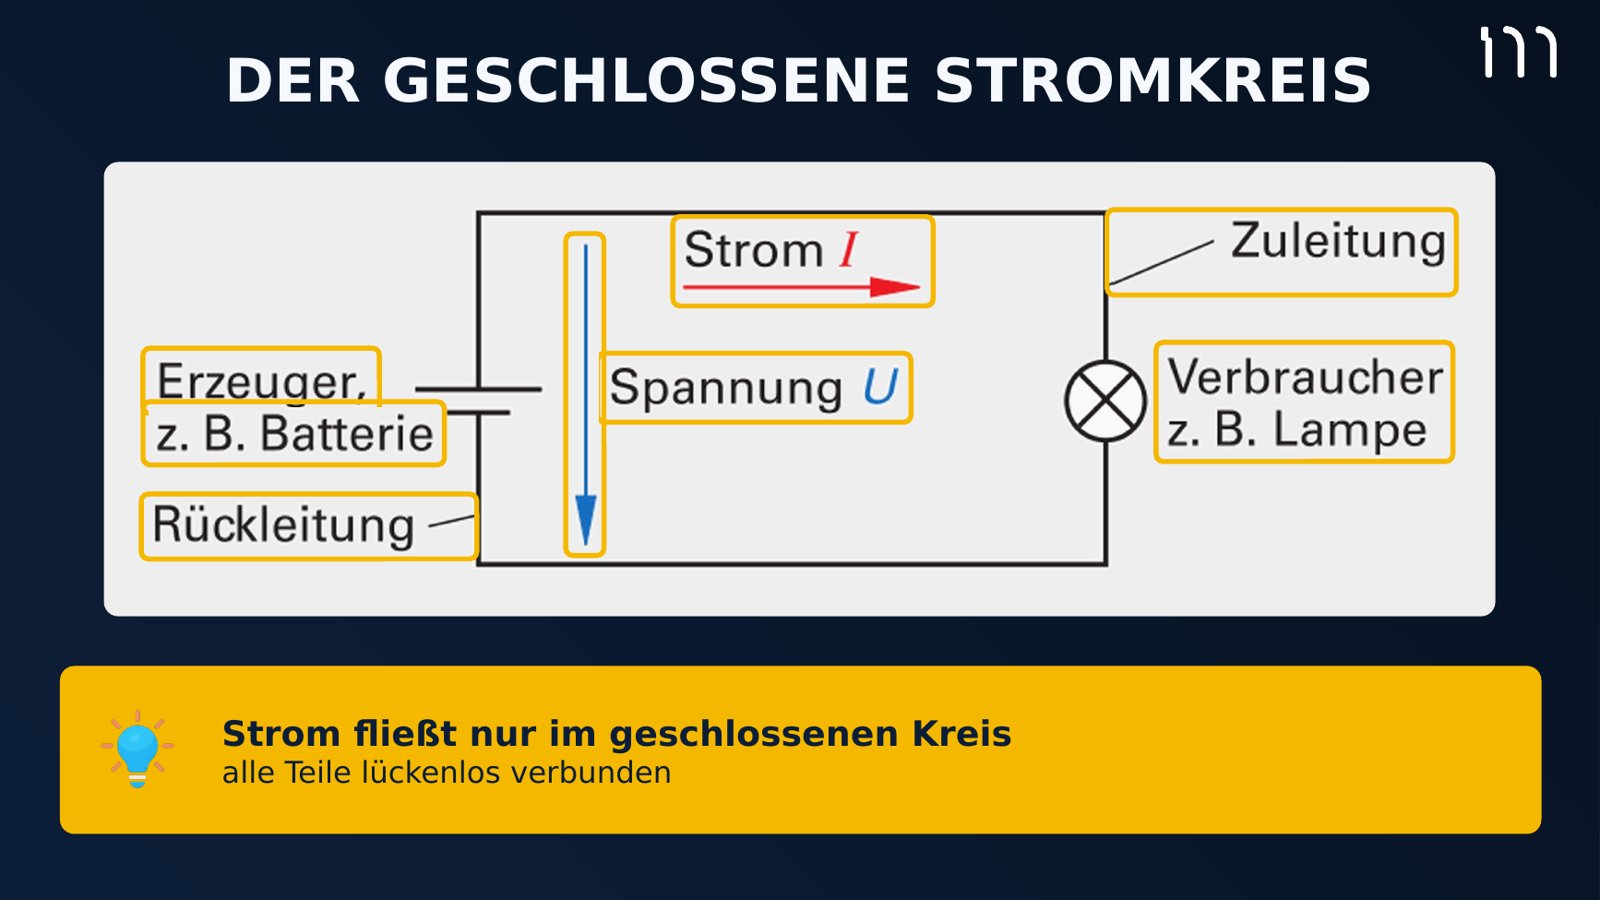 DER GESCHLOSSENE STROMKREIS
Strom I
Zuleitung
Erzeuger,
z. B. Batterie
Spannung U
Verbraucher
z. B. Lampe
Rückleitung
Strom fließt nur im geschlossenen Kreis
alle Teile lückenlos verbunden